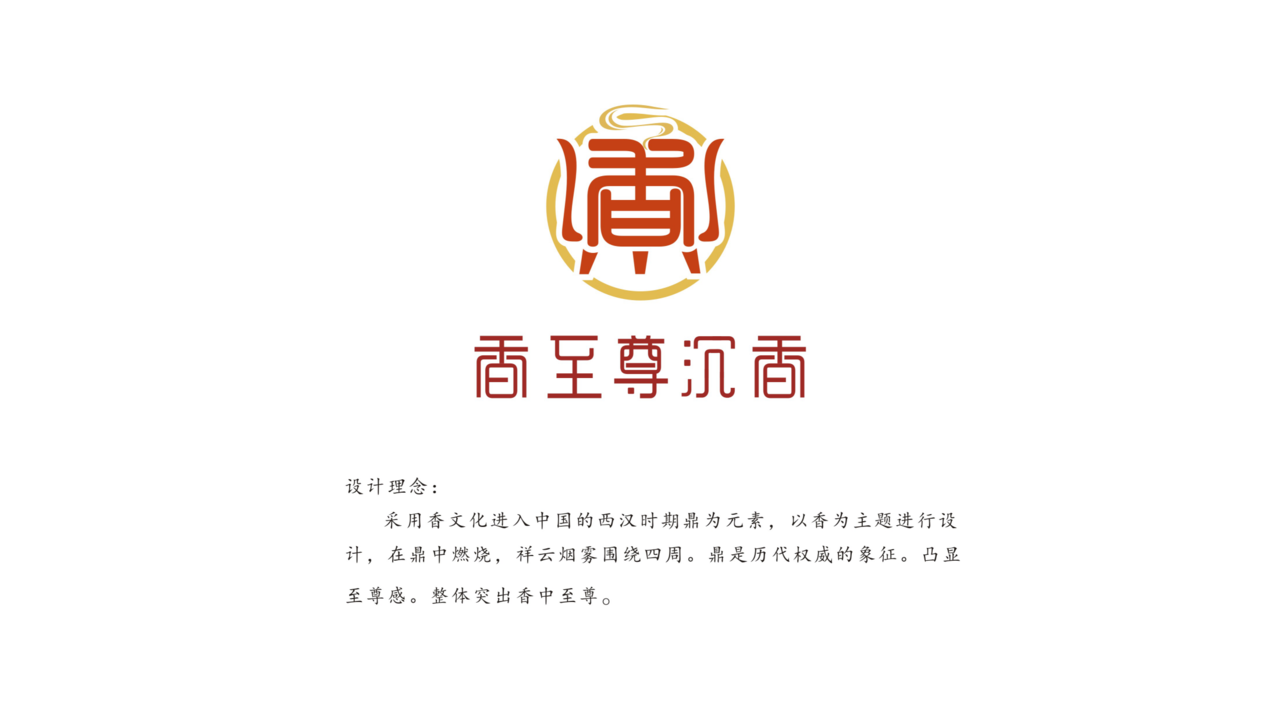 香
香至尊沉香
设计理念：
采用香文化进入中国的西汉时期鼎为元素，以香为主题进行设
计，在鼎中燃烧，祥云烟雾围绕四周。鼎是历代权威的象征。凸显
至尊感。整体突出香中至尊。